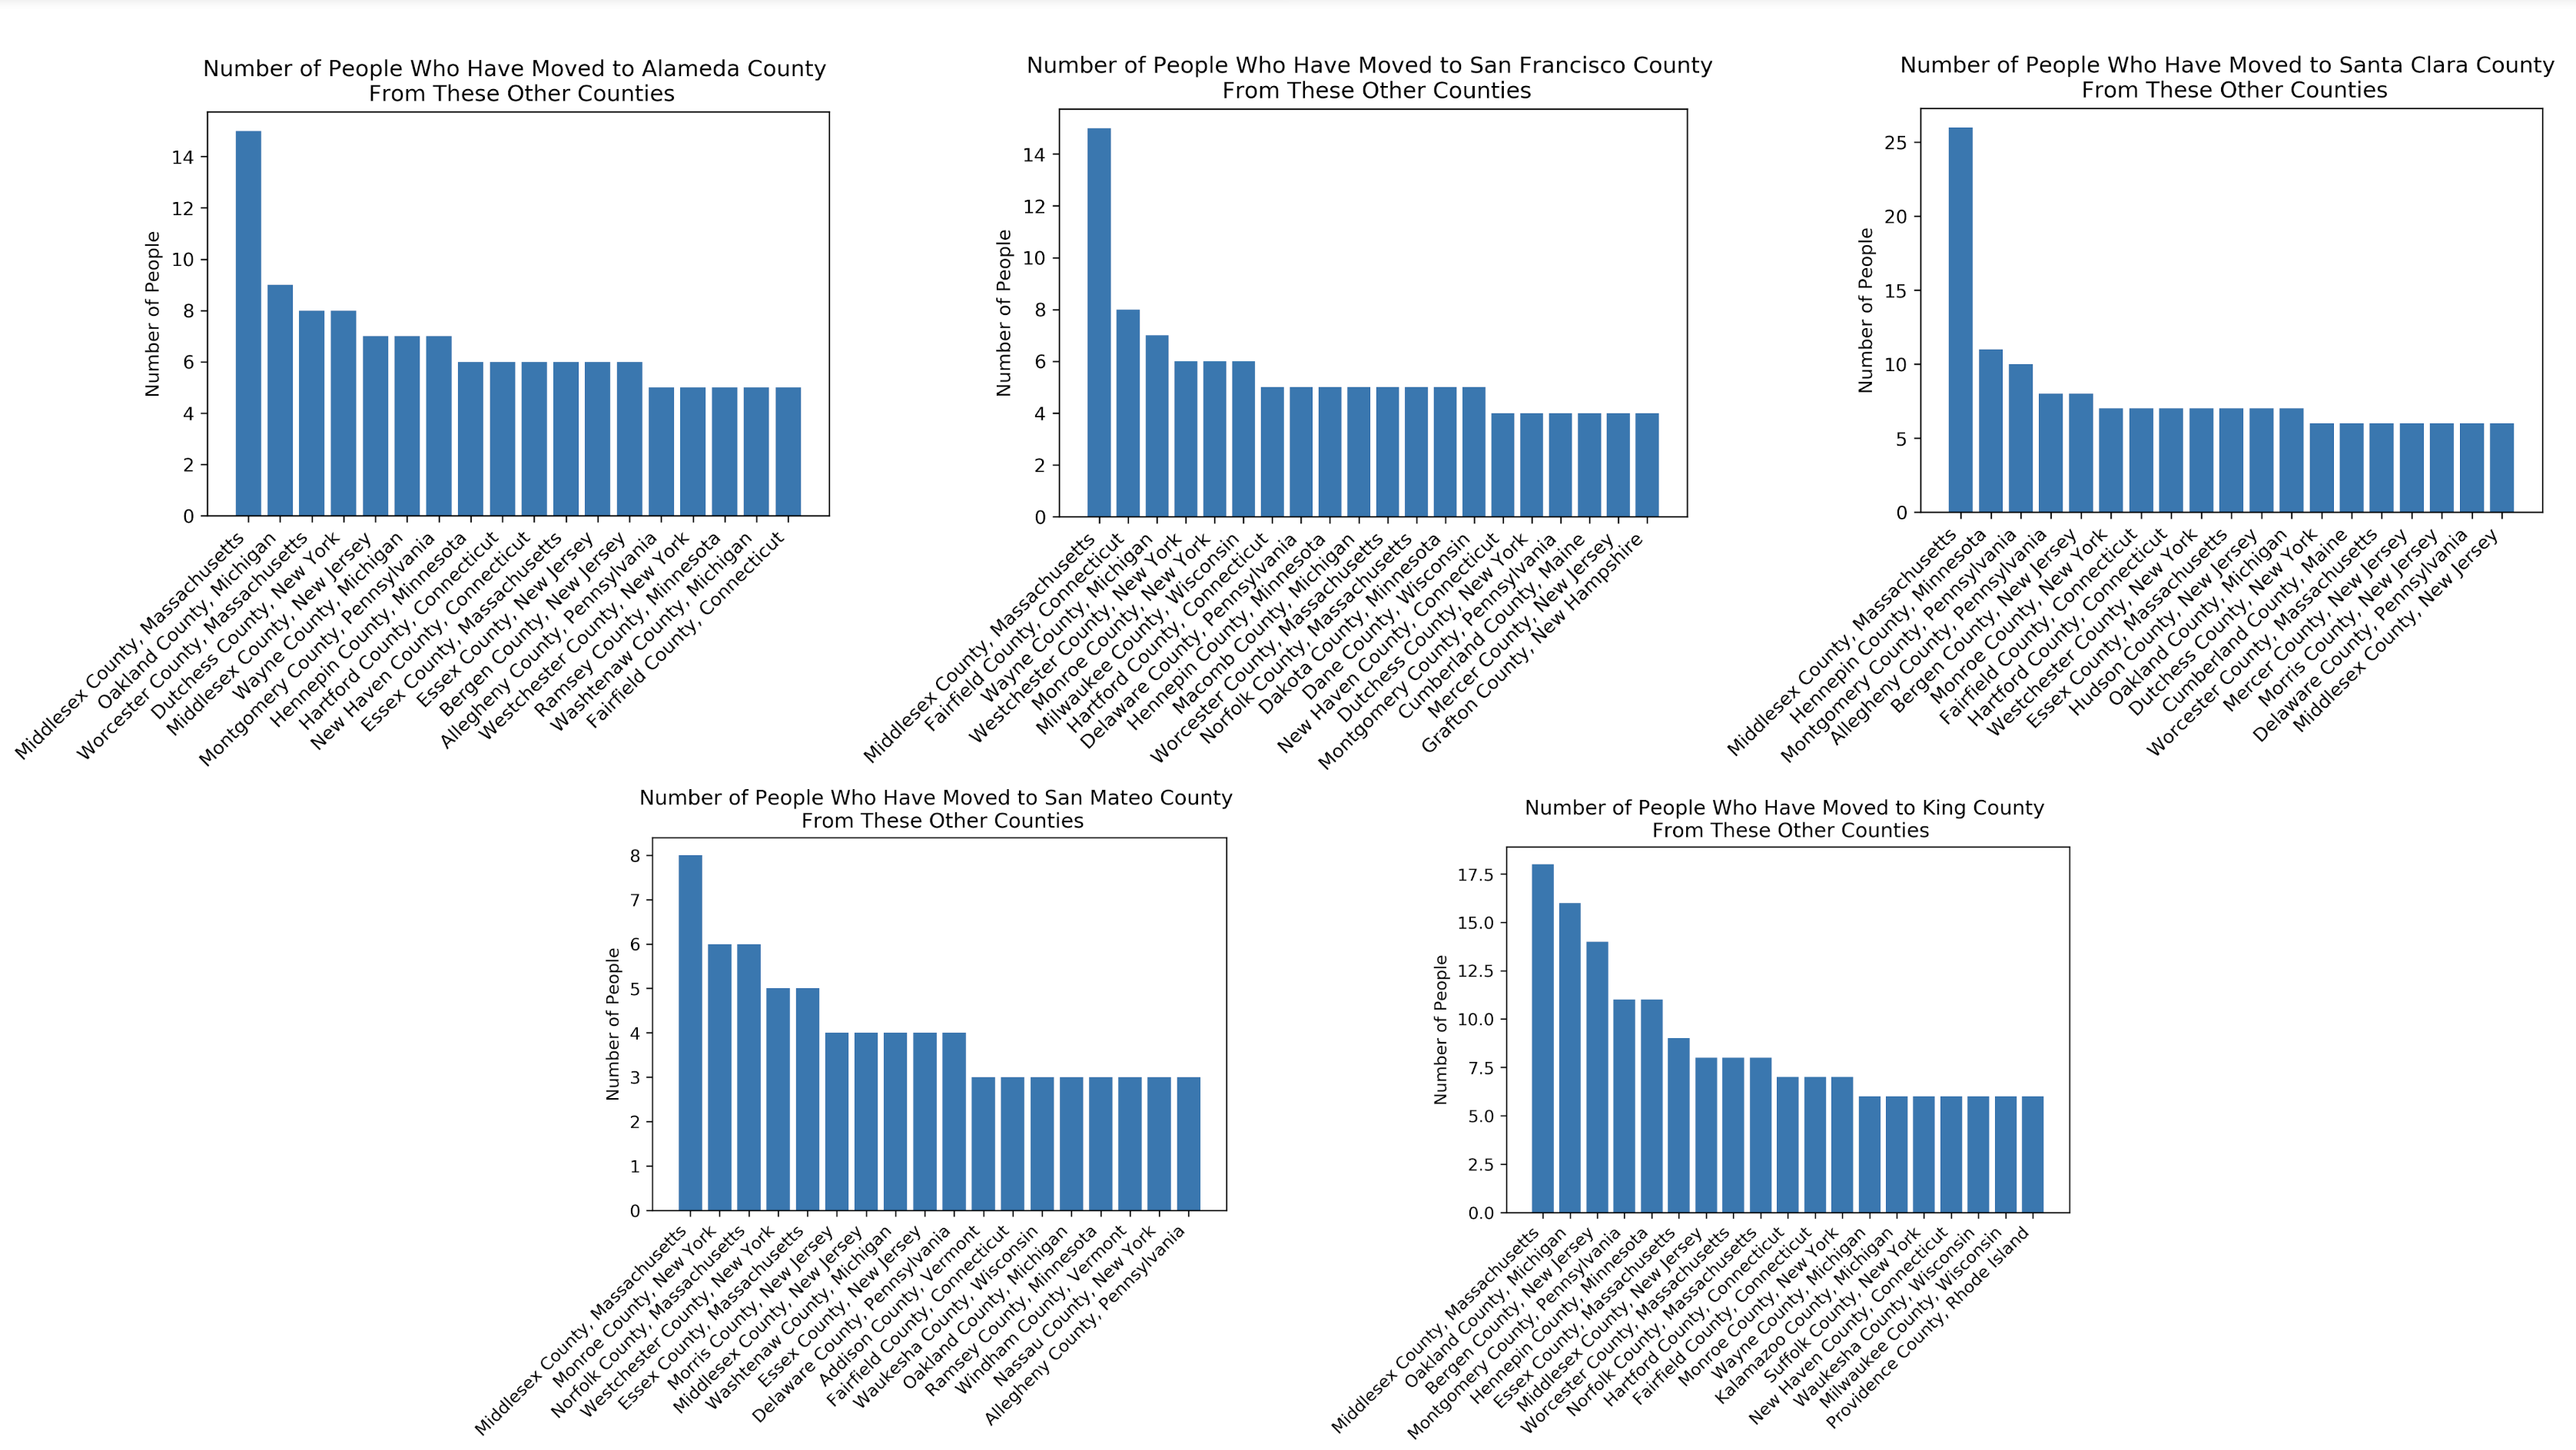 Number of People Who Have Moved to Alameda County
From These Other Counties
Number of People
14
12
10
8
6
4
2
0
Middlesex County, Massachusetts
Oakland County, Michigan
Worcester County, Massachusetts
Dutchess County, New York
Middlesex County, New Jersey
Wayne County, Michigan
Montgomery County, Pennsylvania
Hennepin County, Minnesota
Hartford County, Connecticut
New Haven County, Connecticut
Essex County, Massachusetts
Essex County, New Jersey
Bergen County, New Jersey
Allegheny County, Pennsylvania
Westchester County, New York
Ramsey County, Minnesota
Washtenaw County, Michigan
Fairfield County, Connecticut
Number of People Who Have Moved to San Francisco County
From These Other Counties
Number of People
14
12
10
8
6
4
2
0
Middlesex County, Massachusetts
Fairfield County, Connecticut
Wayne County, Michigan
Westchester County, New York
Monroe County, New York
Milwaukee County, Wisconsin
Hartford County, Connecticut
Delaware County, Pennsylvania
Hennepin County, Minnesota
Macomb County, Michigan
Worcester County, Massachusetts
Norfolk County, Massachusetts
Dakota County, Minnesota
Dane County, Wisconsin
New Haven County, Connecticut
Dutchess County, New York
Montgomery County, Pennsylvania
Cumberland County, Maine
Mercer County, New Jersey
Grafton County, New Hampshire
Number of People Who Have Moved to Santa Clara County
From These Other Counties
Number of People
25
20
15
10
5
0
Middlesex County, Massachusetts
Hennepin County, Minnesota
Montgomery County, Pennsylvania
Allegheny County, Pennsylvania
Bergen County, New Jersey
Monroe County, New York
Fairfield County, Connecticut
Hartford County, Connecticut
Westchester County, New York
Essex County, Massachusetts
Hudson County, New Jersey
Oakland County, Michigan
Dutchess County, New York
Cumberland County, Maine
Worcester County, Massachusetts
Mercer County, New Jersey
Morris County, New Jersey
Delaware County, Pennsylvania
Middlesex County, New Jersey
Number of People Who Have Moved to San Mateo County
From These Other Counties
Number of People
8
7
6
5
4
3
2
1
0
Middlesex County, Massachusetts
Monroe County, New York
Norfolk County, Massachusetts
Westchester County, New York
Essex County, Massachusetts
Morris County, New Jersey
Middlesex County, New Jersey
Washtenaw County, Michigan
Essex County, New Jersey
Delaware County, Pennsylvania
Addison County, Vermont
Fairfield County, Connecticut
Waukesha County, Wisconsin
Oakland County, Michigan
Ramsey County, Minnesota
Windham County, Vermont
Nassau County, New York
Allegheny County, Pennsylvania
Number of People Who Have Moved to King County
From These Other Counties
Number of People
17.5
15.0
12.5
10.0
7.5
5.0
2.5
0.0
Middlesex County, Massachusetts
Oakland County, Michigan
Bergen County, New Jersey
Montgomery County, Pennsylvania
Hennepin County, Minnesota
Essex County, Massachusetts
Middlesex County, New Jersey
Worcester County, Massachusetts
Norfolk County, Massachusetts
Hartford County, Connecticut
Fairfield County, Connecticut
Monroe County, New York
Wayne County, Michigan
Kalamazoo County, Michigan
Suffolk County, New York
New Haven County, Connecticut
Waukesha County, Wisconsin
Milwaukee County, Wisconsin
Providence County, Rhode Island